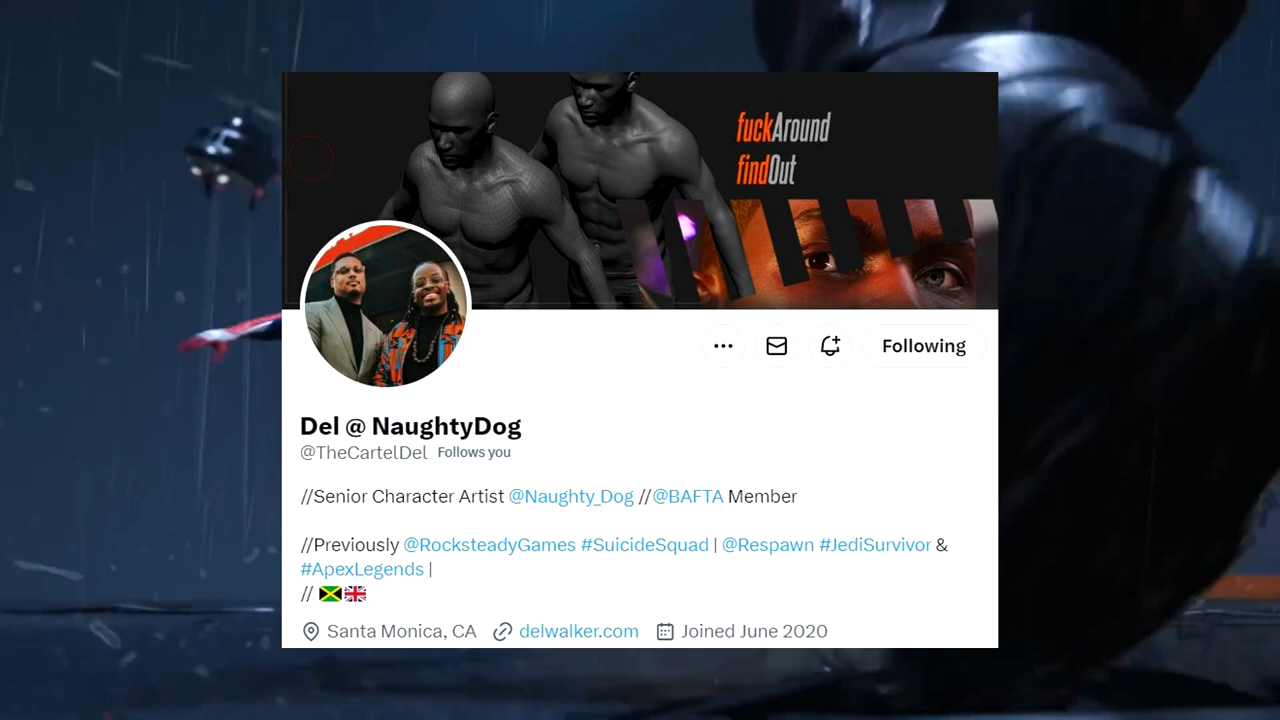 fuckAround
findOut
Following
Del @ NaughtyDog
@TheCartelDel Follows you
//Senior Character Artist @Naughty_Dog //@BAFTA Member
//Previously @RocksteadyGames #SuicideSquad | @Respawn #JediSurvivor &
#ApexLegends |
// 🇯🇲🇬🇧
Santa Monica, CA delwalker.com Joined June 2020